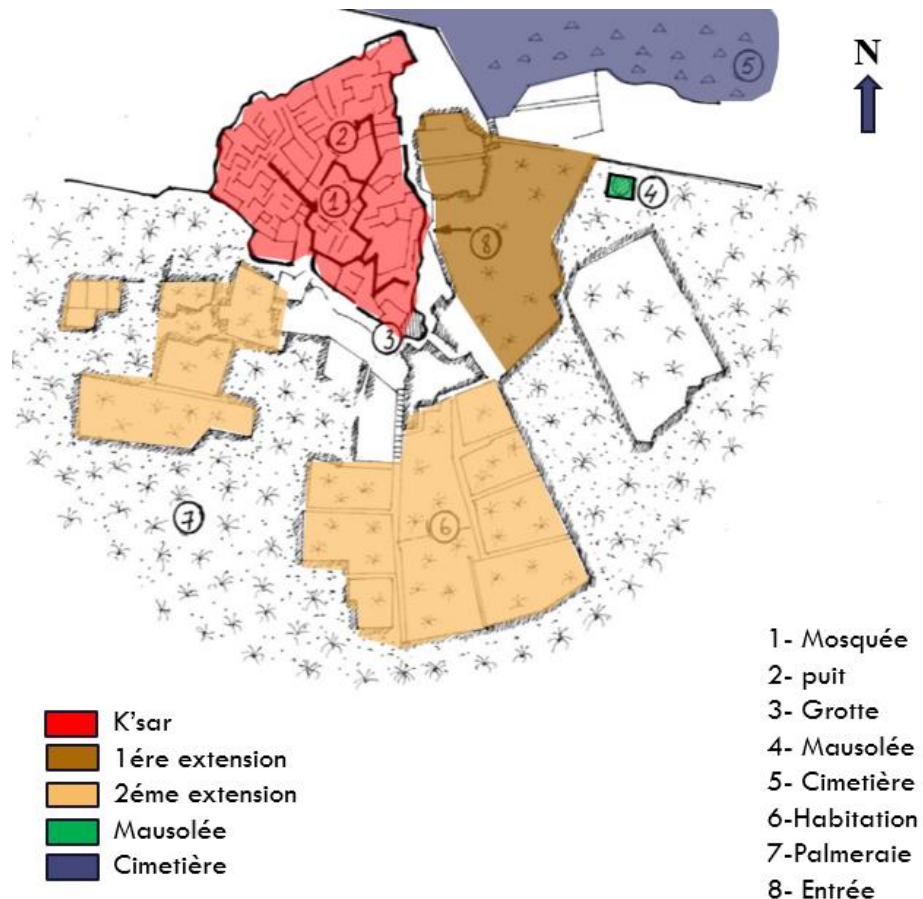 N
5
2
1
4
8
3
7
6
K'sar
1ére extension
2éme extension
Mausolée
Cimetière
1- Mosquée
2- puit
3- Grotte
4- Mausolée
5- Cimetière
6-Habitation
7-Palmeraie
8- Entrée